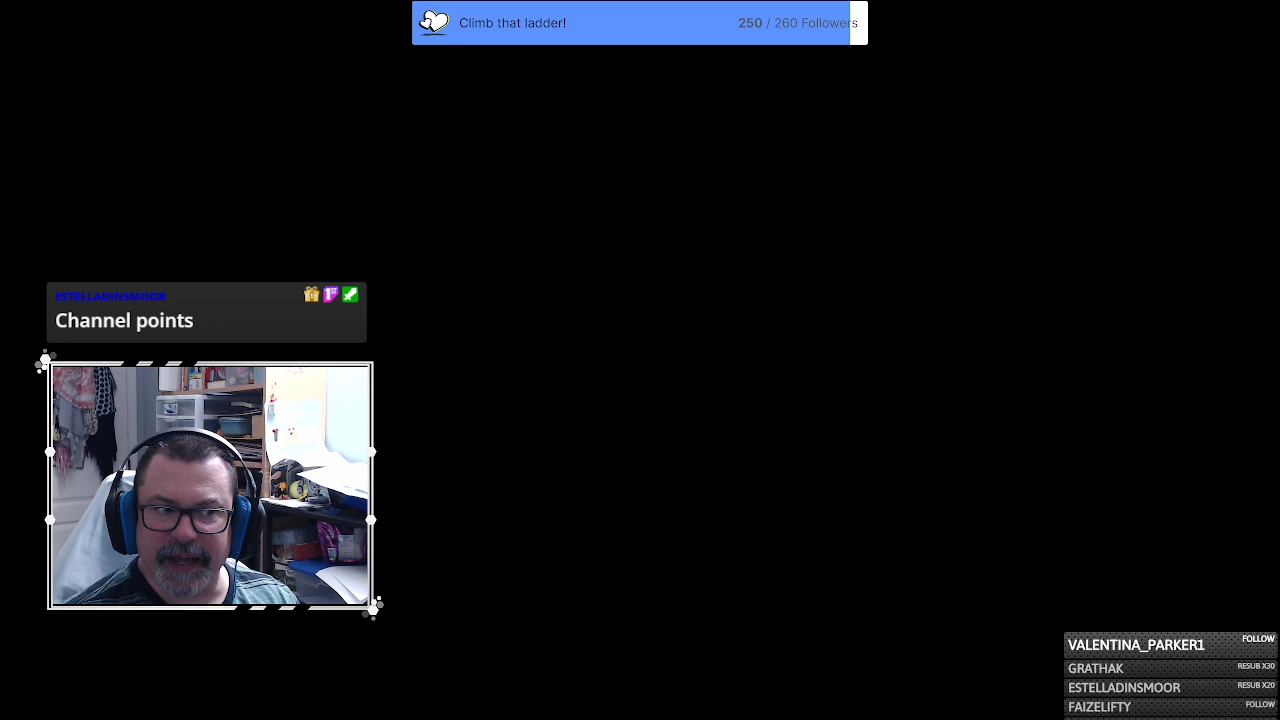 Climb that ladder!
250 / 260 Followers
ESTELLADINSMOOR
Channel points
VALENTINA_PARKER1 FOLLOW
GRATHAK RESUB X30
ESTELLADINSMOOR RESUB X20
FAIZELIFTY FOLLOW